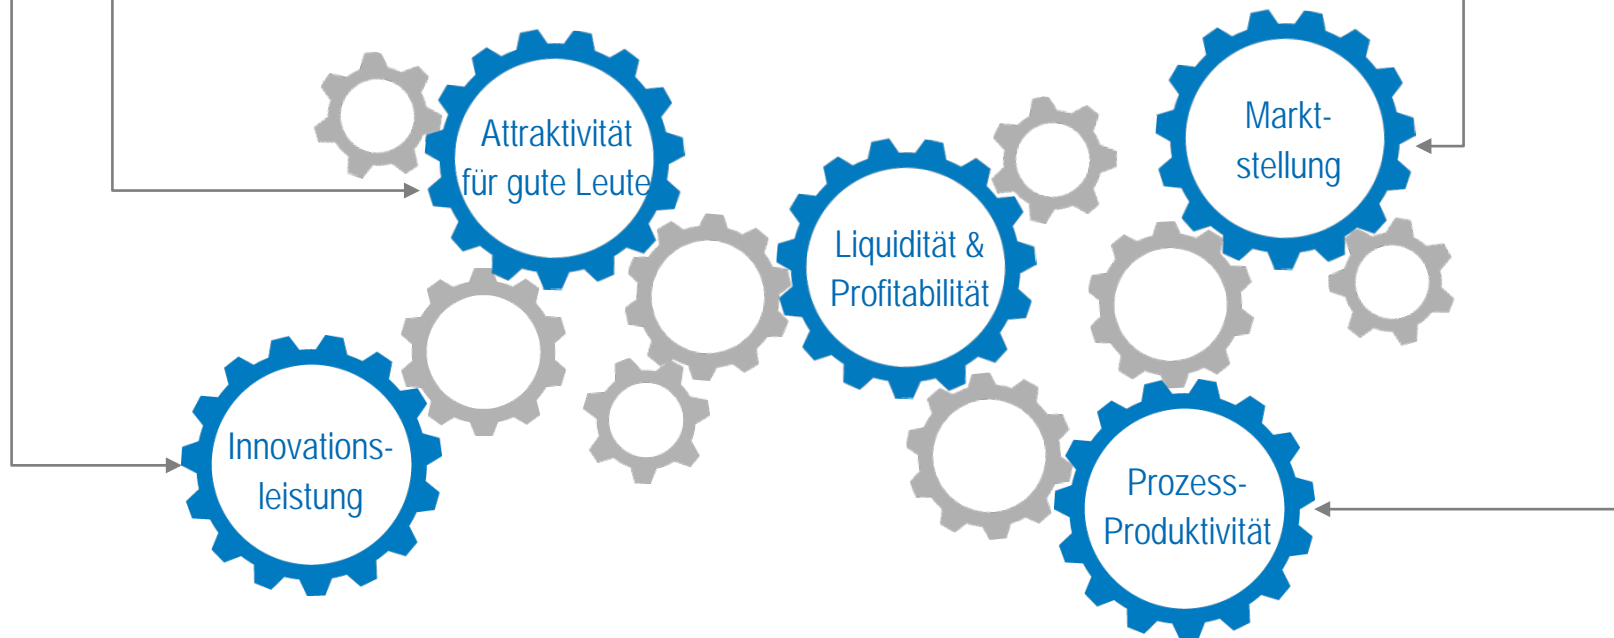 Attraktivität
für gute Leute
Markt-
stellung
Liquidität &
Profitabilität
Innovations-
leistung
Prozess-
Produktivität